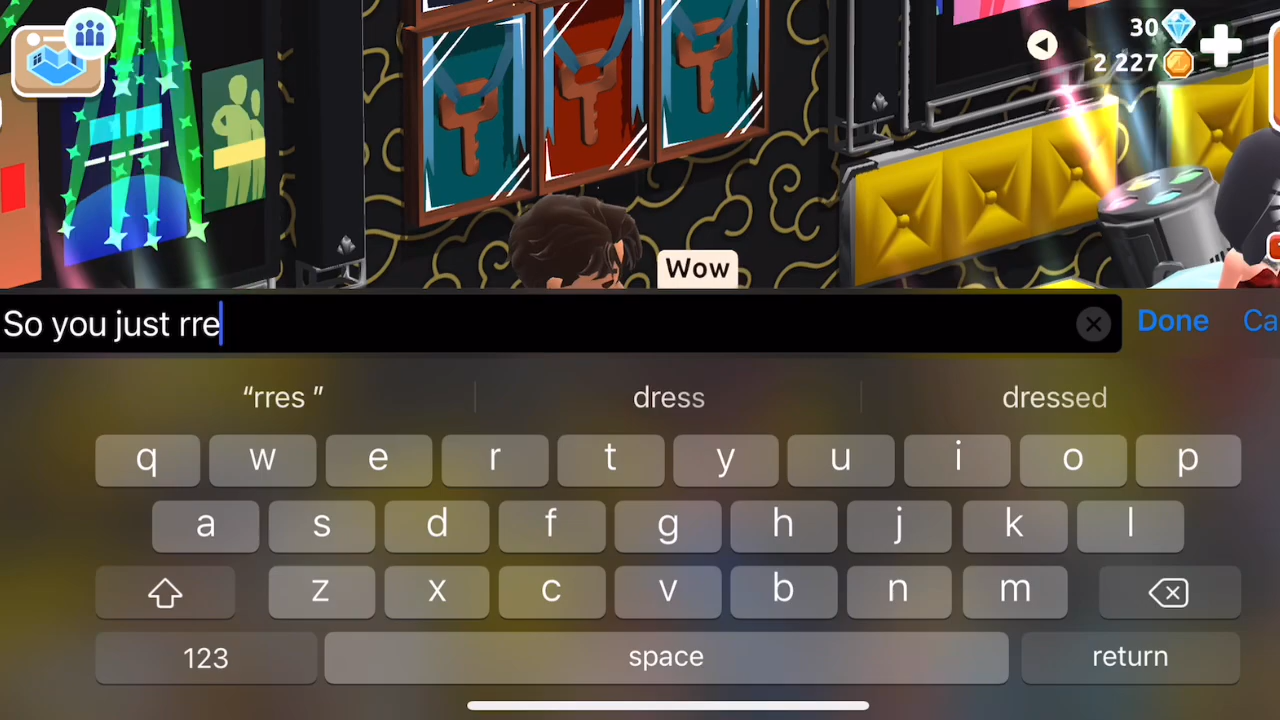 30
2 227
Wow
So you just rre
Done
Ca
“rres ”
dress
dressed
q w e r t y u i o p
a s d f g h j k l
z x c v b n m
123
space
return